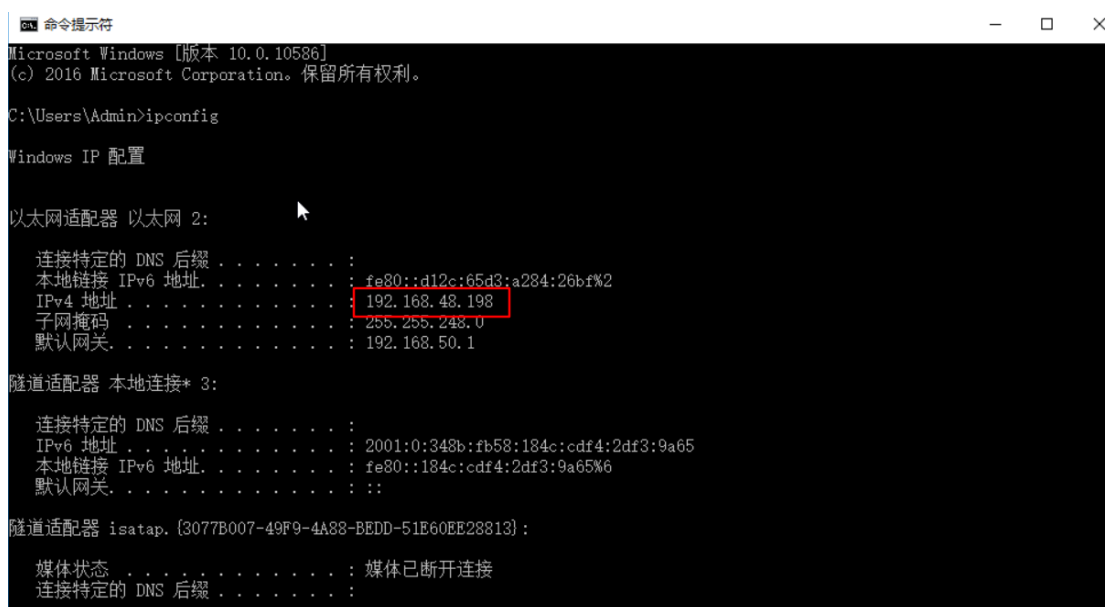 命令提示符
Microsoft Windows [版本 10.0.10586]
(c) 2016 Microsoft Corporation。保留所有权利。
C:\Users\Admin>ipconfig
Windows IP 配置
以太网适配器 以太网 2:
连接特定的 DNS 后缀 . . . . . . . :
本地链接 IPv6 地址. . . . . . . . : fe80::d12c:65d3:a284:26bf%2
IPv4 地址 . . . . . . . . . . . . : 192.168.48.198
子网掩码 . . . . . . . . . . . . : 255.255.248.0
默认网关. . . . . . . . . . . . . : 192.168.50.1
隧道适配器 本地连接* 3:
连接特定的 DNS 后缀 . . . . . . . :
IPv6 地址 . . . . . . . . . . . . : 2001:0:348b:fb58:184c:cdf4:2df3:9a65
本地链接 IPv6 地址. . . . . . . . : fe80::184c:cdf4:2df3:9a65%6
默认网关. . . . . . . . . . . . . : ::
隧道适配器 isatap.{3077B007-49F9-4A88-BEDD-51E60EE28813}:
媒体状态 . . . . . . . . . . . . : 媒体已断开连接
连接特定的 DNS 后缀 . . . . . . . :